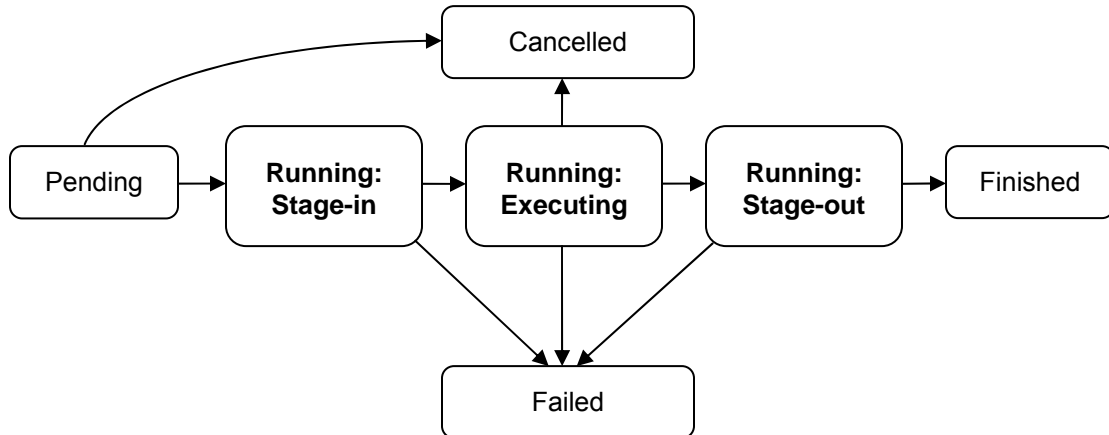 Cancelled
Pending
Running:
Stage-in
Running:
Executing
Running:
Stage-out
Finished
Failed